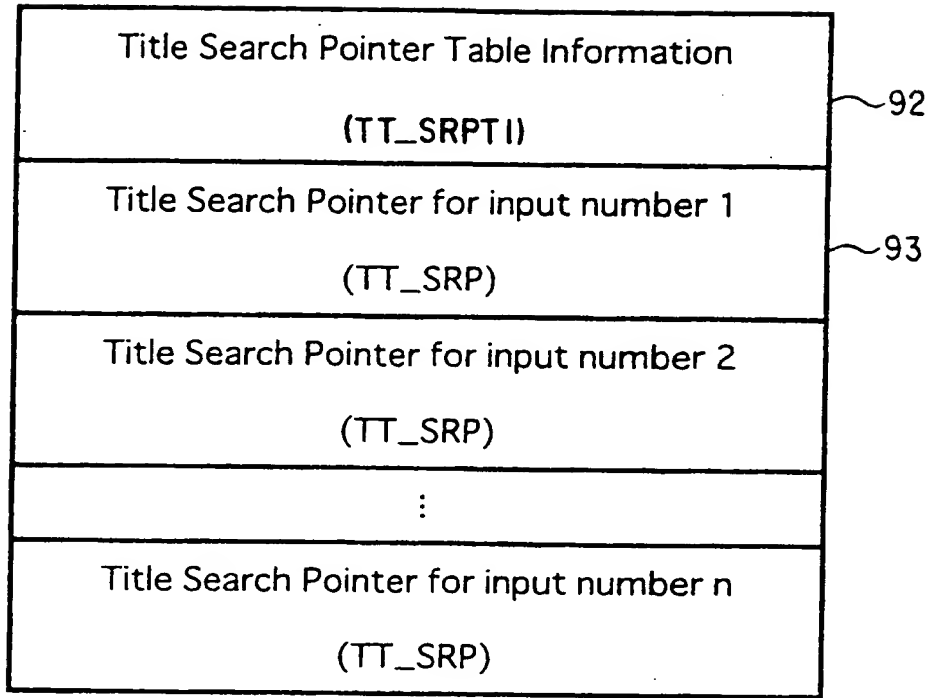 Title Search Pointer Table Information
(TT_SRPTI)
92
Title Search Pointer for input number 1
(TT_SRP)
93
Title Search Pointer for input number 2
(TT_SRP)
⋮
Title Search Pointer for input number n
(TT_SRP)